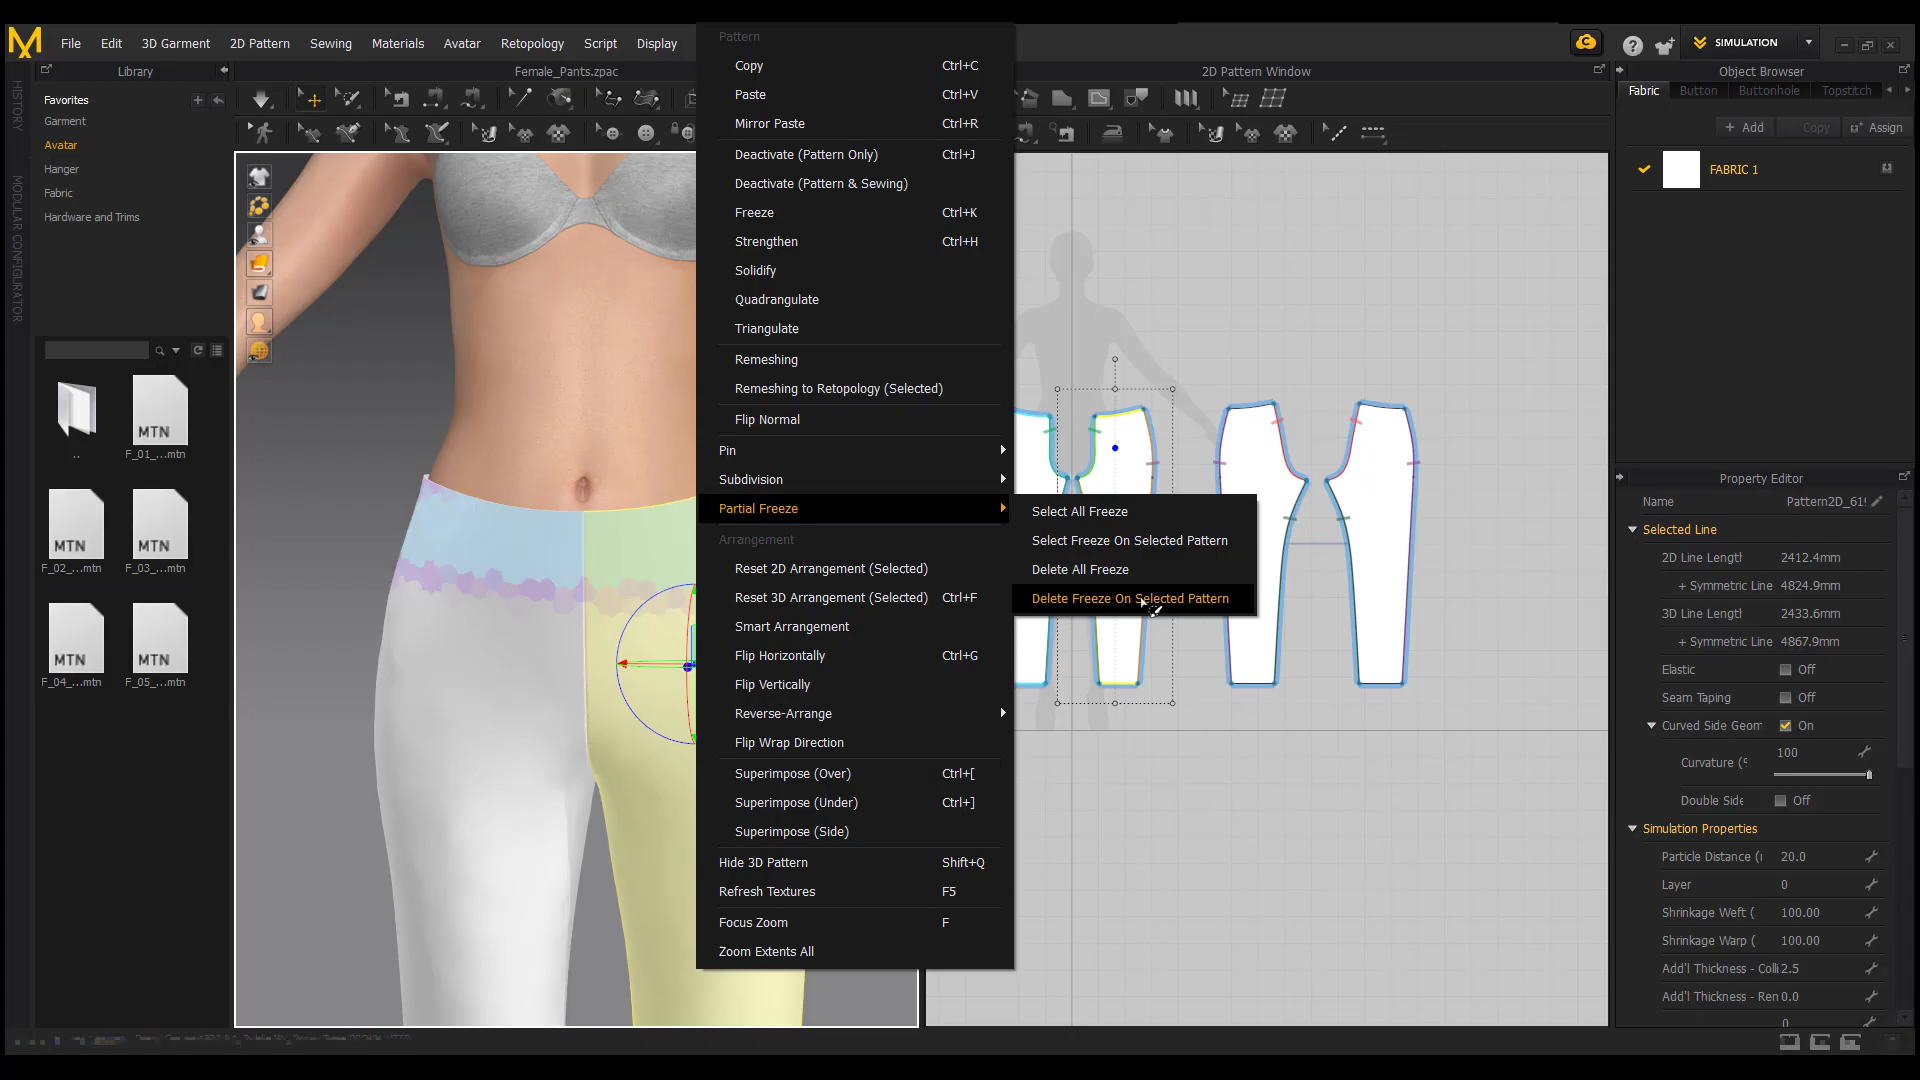 File Edit 3D Garment 2D Pattern Sewing Materials Avatar Retopology Script Display
SIMULATION
Library
Female_Pants.zpac
2D Pattern Window
Object Browser
HISTORY
MODULAR CONFIGURATOR
Favorites
Garment
Avatar
Hanger
Fabric
Hardware and Trims
MTN
..
F_01_...mtn
MTN
MTN
F_02_...mtn
F_03_...mtn
MTN
MTN
F_04_...mtn
F_05_...mtn
Pattern
Copy Ctrl+C
Paste Ctrl+V
Mirror Paste Ctrl+R
Deactivate (Pattern Only) Ctrl+J
Deactivate (Pattern & Sewing)
Freeze Ctrl+K
Strengthen Ctrl+H
Solidify
Quadrangulate
Triangulate
Remeshing
Remeshing to Retopology (Selected)
Flip Normal
Pin
Subdivision
Partial Freeze
Arrangement
Reset 2D Arrangement (Selected)
Reset 3D Arrangement (Selected) Ctrl+F
Smart Arrangement
Flip Horizontally Ctrl+G
Flip Vertically
Reverse-Arrange
Flip Wrap Direction
Superimpose (Over) Ctrl+[
Superimpose (Under) Ctrl+]
Superimpose (Side)
Hide 3D Pattern Shift+Q
Refresh Textures F5
Focus Zoom F
Zoom Extents All
Select All Freeze
Select Freeze On Selected Pattern
Delete All Freeze
Delete Freeze On Selected Pattern
Fabric Button Buttonhole Topstitch
+ Add Copy Assign
FABRIC 1
Property Editor
Name Pattern2D_61
Selected Line
2D Line Length 2412.4mm
+ Symmetric Line 4824.9mm
3D Line Length 2433.6mm
+ Symmetric Line 4867.9mm
Elastic Off
Seam Taping Off
Curved Side Geom On
Curvature (% 100
Double Side Off
Simulation Properties
Particle Distance ( 20.0
Layer 0
Shrinkage Weft ( 100.00
Shrinkage Warp ( 100.00
Add'l Thickness - Colli 2.5
Add'l Thickness - Ren 0.0
0